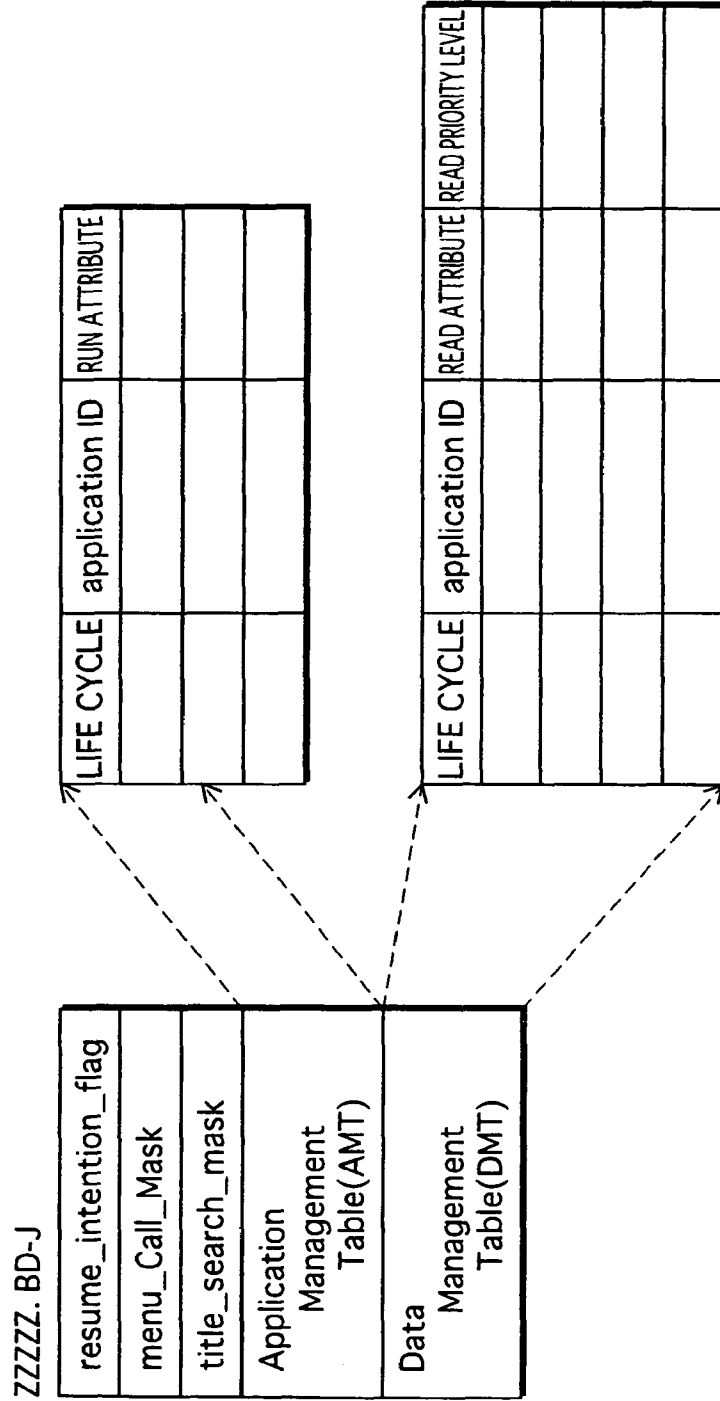 ZZZZZ. BD-J
resume_intention_flag
menu_Call_Mask
title_search_mask
Application
Management
Table(AMT)
Data
Management
Table(DMT)
LIFE CYCLE application ID RUN ATTRIBUTE
LIFE CYCLE application ID READ ATTRIBUTE READ PRIORITY LEVEL